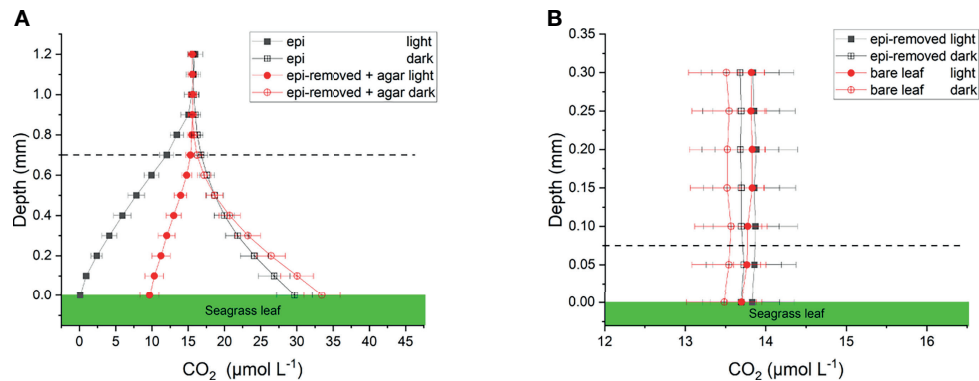 A
epi light
epi dark
epi-removed + agar light
epi-removed + agar dark
Depth (mm)
1.2
1.0
0.8
0.6
0.4
0.2
0.0
Seagrass leaf
0 5 10 15 20 25 30 35 40 45
CO₂ (μmol L⁻¹)
B
epi-removed light
epi-removed dark
bare leaf light
bare leaf dark
Depth (mm)
0.30
0.25
0.20
0.15
0.10
0.05
0.00
Seagrass leaf
12 13 14 15 16
CO₂ (μmol L⁻¹)